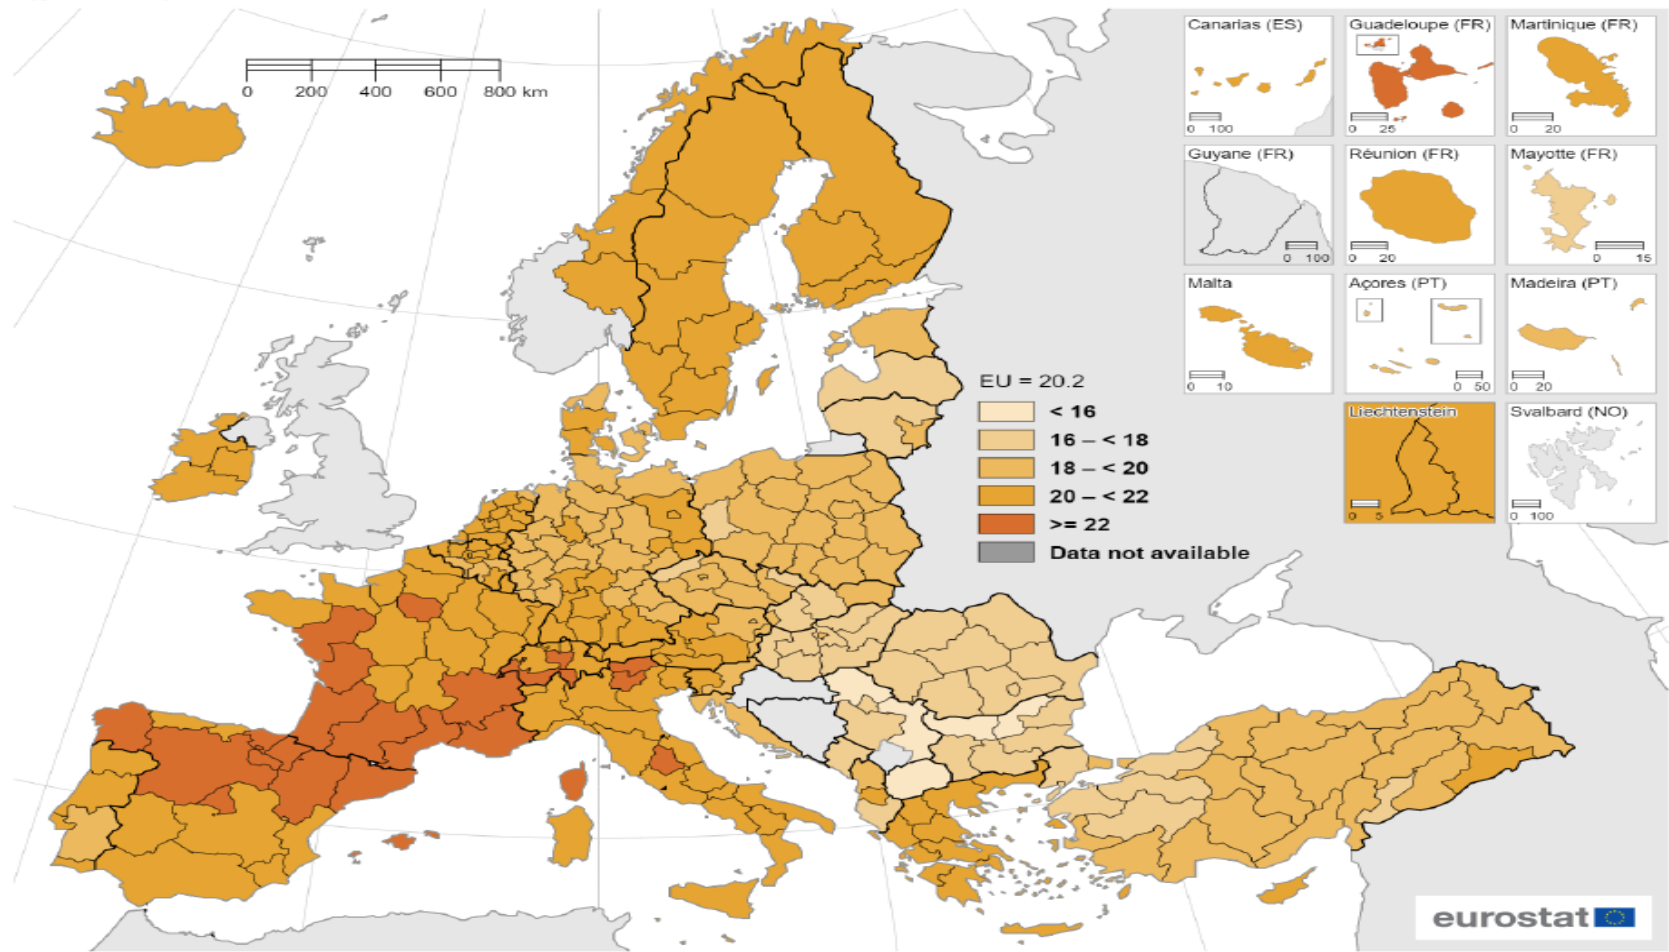 0 200 400 600 800 km
Canarias (ES)
0 100
Guadeloupe (FR)
0 25
Martinique (FR)
0 20
Guyane (FR)
0 100
Réunion (FR)
0 20
Mayotte (FR)
0 15
Malta
0 10
Açores (PT)
0 50
Madeira (PT)
0 20
Liechtenstein
0 5
Svalbard (NO)
0 100
EU = 20.2
< 16
16 – < 18
18 – < 20
20 – < 22
>= 22
Data not available
eurostat